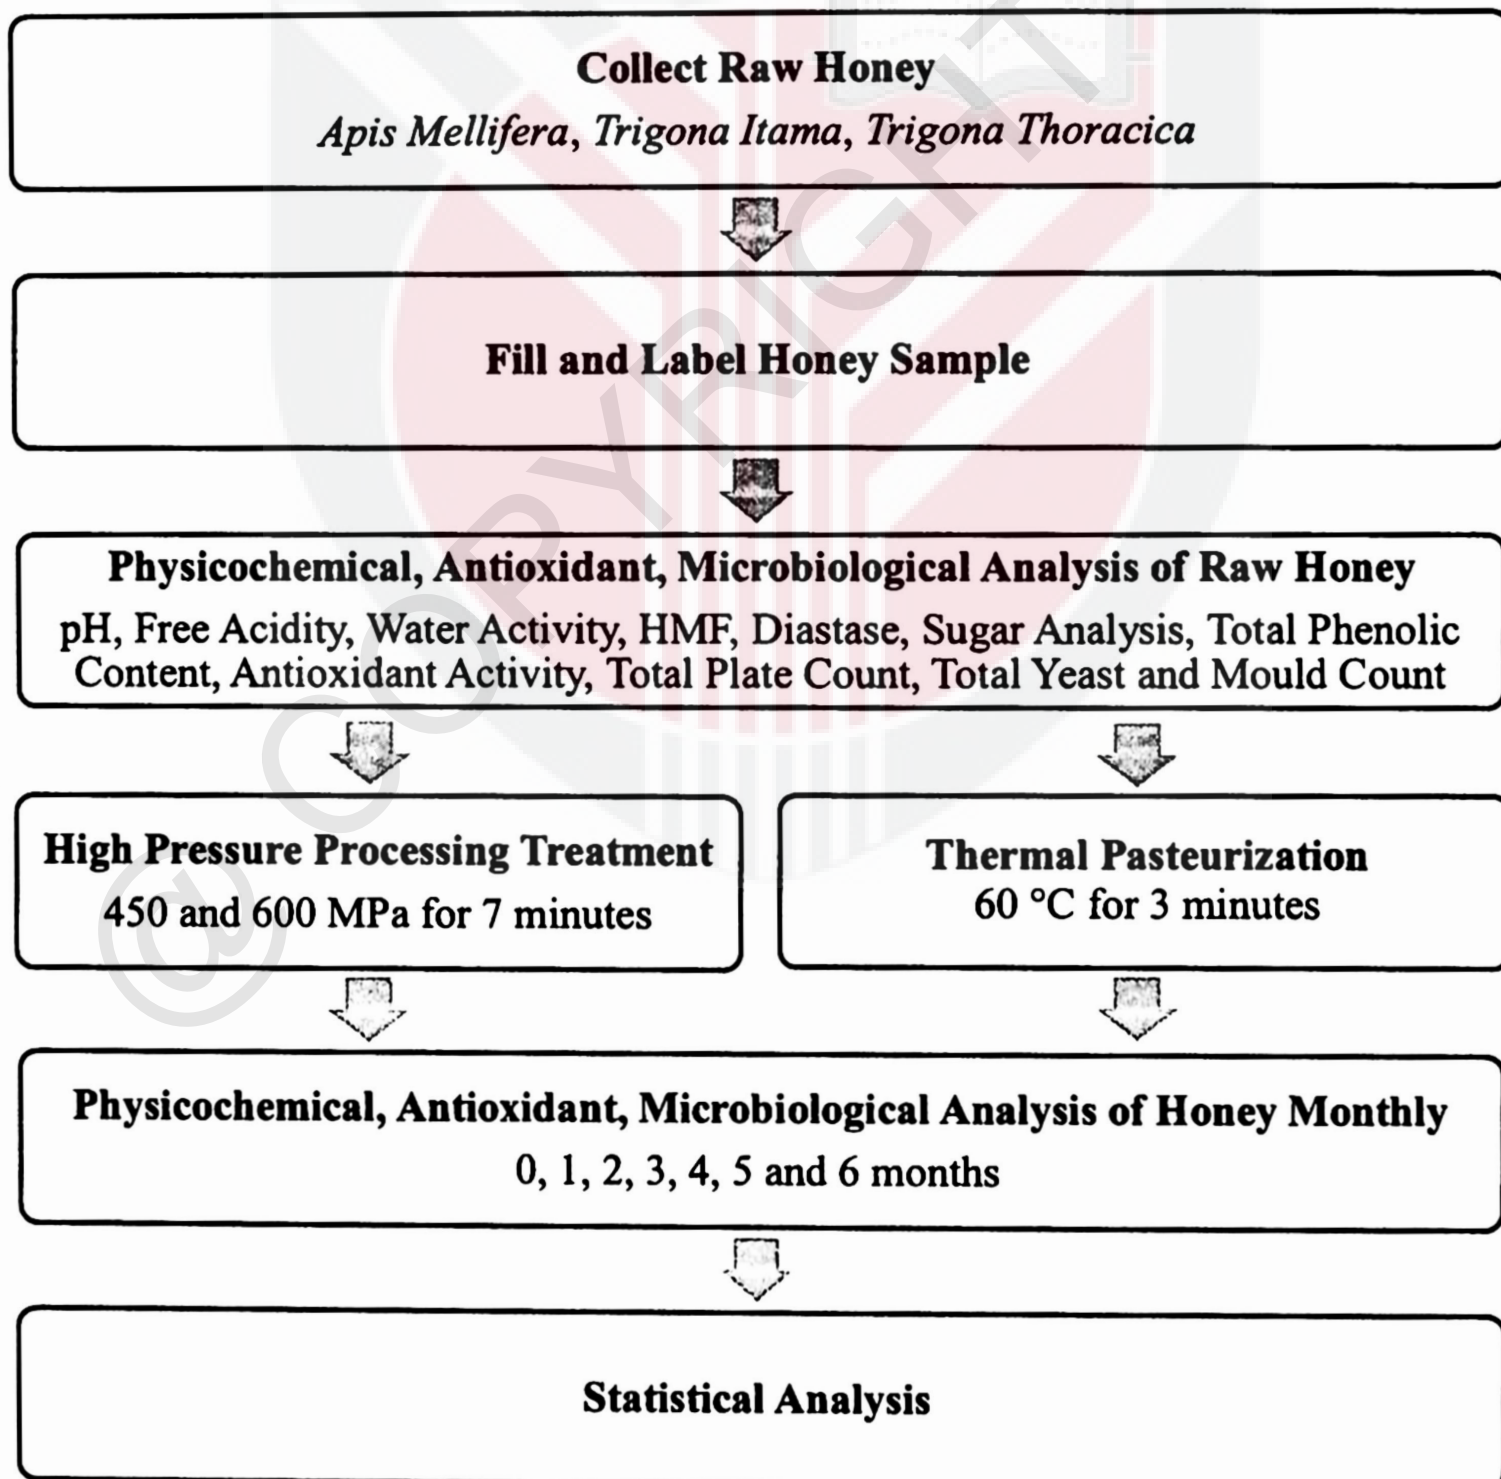 Collect Raw Honey
Apis Mellifera, Trigona Itama, Trigona Thoracica
Fill and Label Honey Sample
Physicochemical, Antioxidant, Microbiological Analysis of Raw Honey
pH, Free Acidity, Water Activity, HMF, Diastase, Sugar Analysis, Total Phenolic
Content, Antioxidant Activity, Total Plate Count, Total Yeast and Mould Count
High Pressure Processing Treatment
450 and 600 MPa for 7 minutes
Thermal Pasteurization
60 °C for 3 minutes
Physicochemical, Antioxidant, Microbiological Analysis of Honey Monthly
0, 1, 2, 3, 4, 5 and 6 months
Statistical Analysis
@ COPYRIGHT